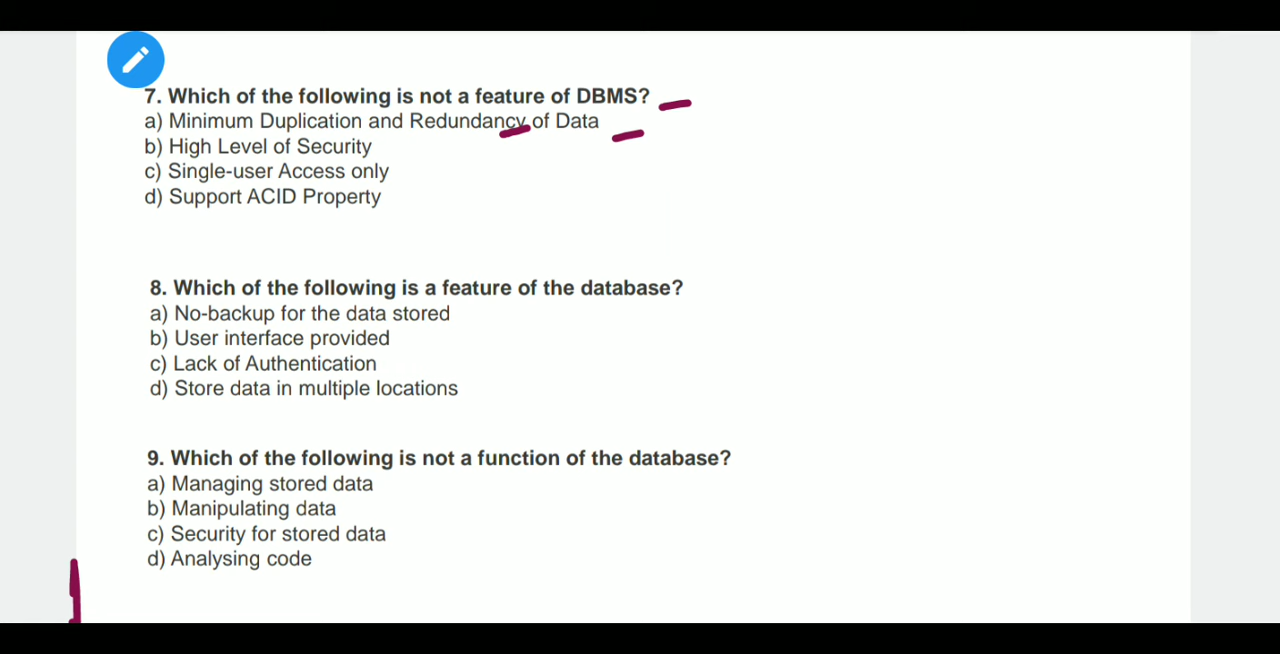 7. Which of the following is not a feature of DBMS?
a) Minimum Duplication and Redundancy of Data
b) High Level of Security
c) Single-user Access only
d) Support ACID Property
8. Which of the following is a feature of the database?
a) No-backup for the data stored
b) User interface provided
c) Lack of Authentication
d) Store data in multiple locations
9. Which of the following is not a function of the database?
a) Managing stored data
b) Manipulating data
c) Security for stored data
d) Analysing code